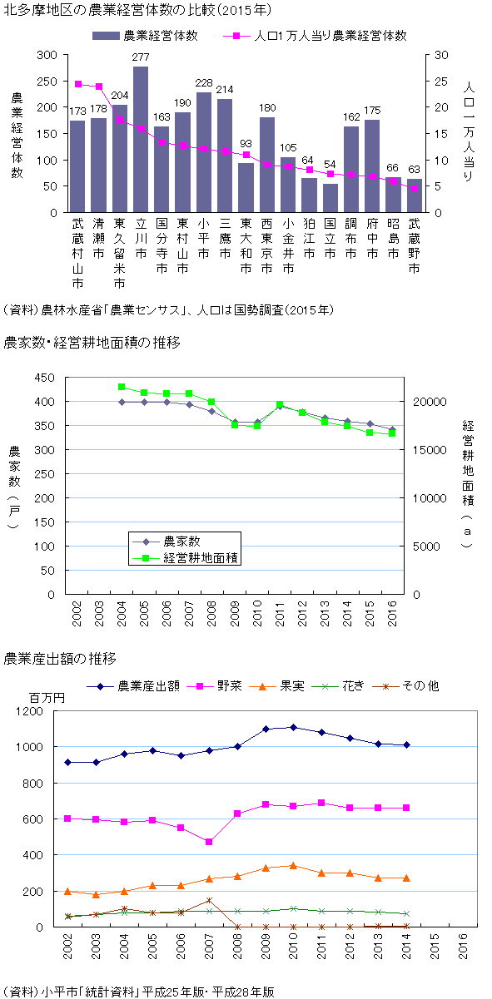 北多摩地区の農業経営体数の比較(2015年)
農業経営体数 人口1万人当り農業経営体数
農業経営体数
300
250
200
150
100
50
0
173 178 204 277 163 190 228 214 93 180 105 64 54 162 175 66 63
30
25
20
15
10
5
0
人口一万人当り
武蔵村山市 清瀬市 東久留米市 立川市 国分寺市 東村山市 小平市 三鷹市 東大和市 西東京市 小金井市 狛江市 国立市 調布市 府中市 昭島市 武蔵野市
(資料)農林水産省「農業センサス」、人口は国勢調査(2015年)
農家数・経営耕地面積の推移
農家数(戸)
450
400
350
300
250
200
150
100
50
0
農家数
経営耕地面積
20000
15000
10000
5000
0
経営耕地面積(a)
2002 2003 2004 2005 2006 2007 2008 2009 2010 2011 2012 2013 2014 2015 2016
農業産出額の推移
農業産出額 野菜 果実 花き その他
百万円
1200
1000
800
600
400
200
0
2002 2003 2004 2005 2006 2007 2008 2009 2010 2011 2012 2013 2014 2015 2016
(資料)小平市「統計資料」平成25年版・平成28年版